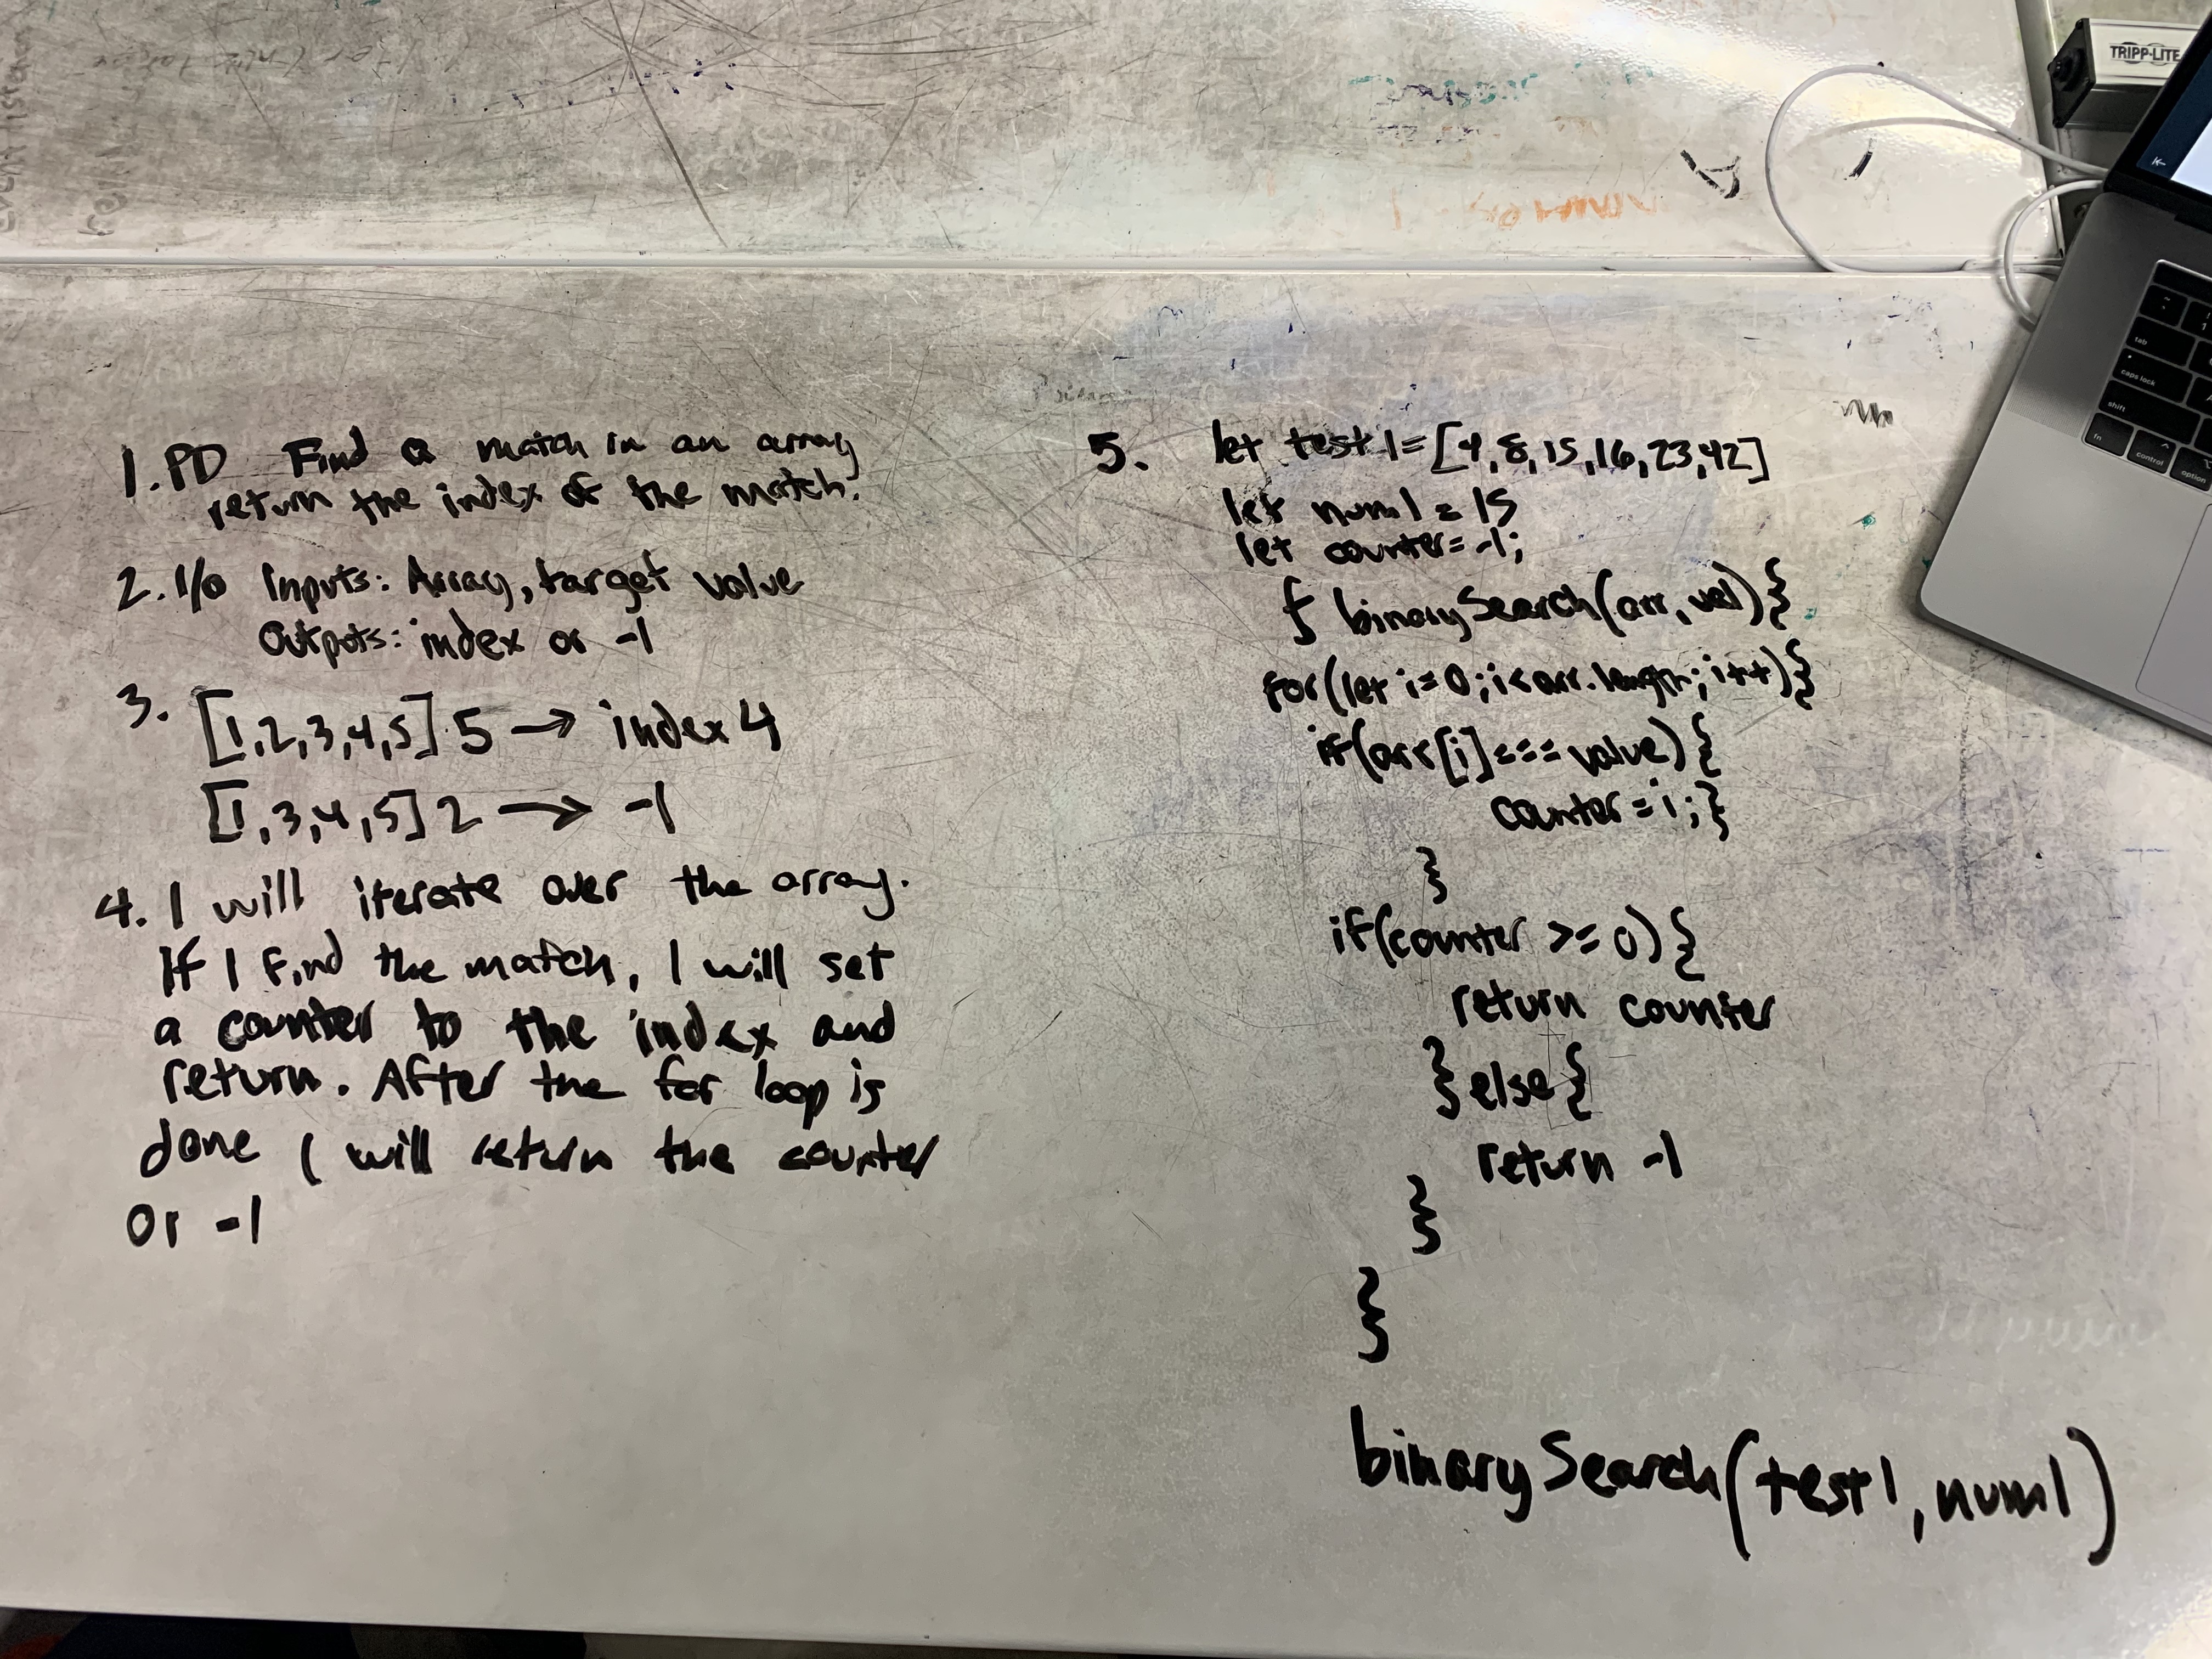 TRIPP-LITE
tab
caps lock
shift
fn
control
option
1. PD Find a match in an array
return the index of the match.
2. I/O Inputs: Array, target value
Outputs: index or -1
3. [1,2,3,4,5] 5 → index 4
[1,3,4,5] 2 → -1
4. I will iterate over the array.
If I find the match, I will set
a counter to the index and
return. After the for loop is
done I will return the counter
or -1
5. let test1=[4,8,15,16,23,42]
let num1 = 15
let counter= -1;
f binarySearch(arr,val){
for(let i=0;i<arr.length;i++){
if(arr[i]===value){
counter=i;}
}
if(counter >= 0){
return counter
}else{
return -1
}
}
binarySearch(test1,num1)